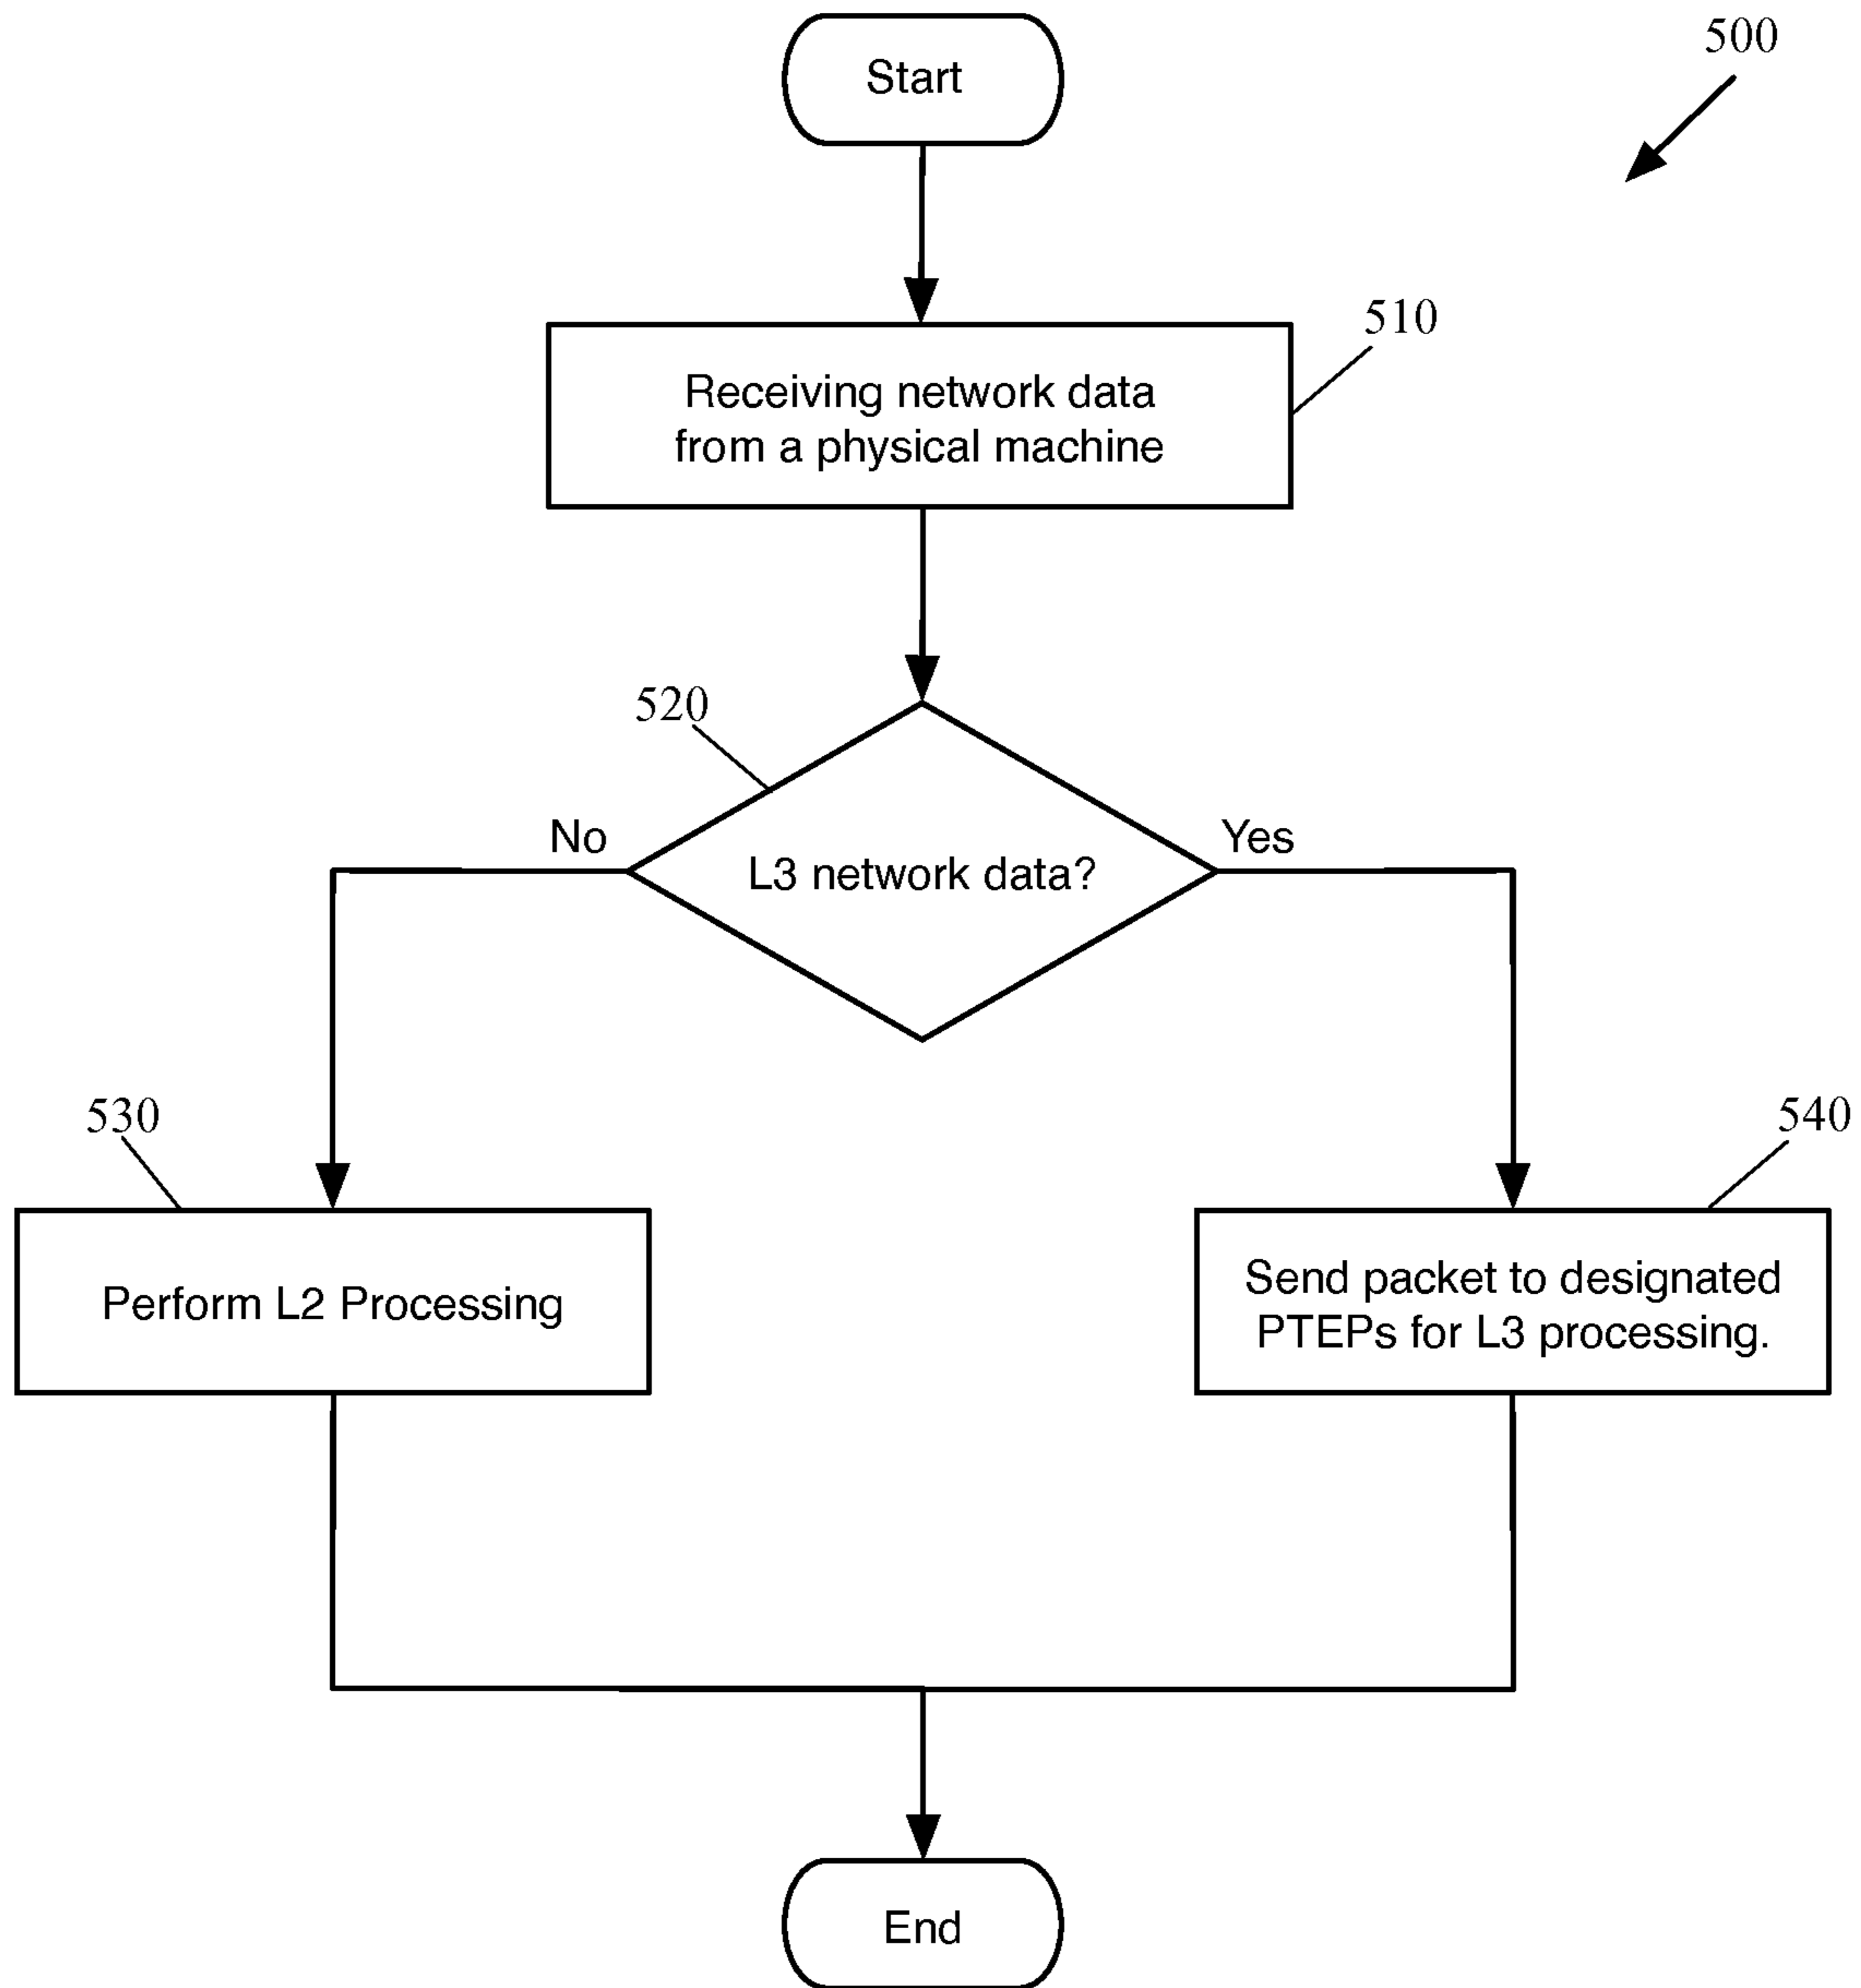 Start
500
510
Receiving network data
from a physical machine
520
No
Yes
L3 network data?
530
540
Perform L2 Processing
Send packet to designated
PTEPs for L3 processing.
End